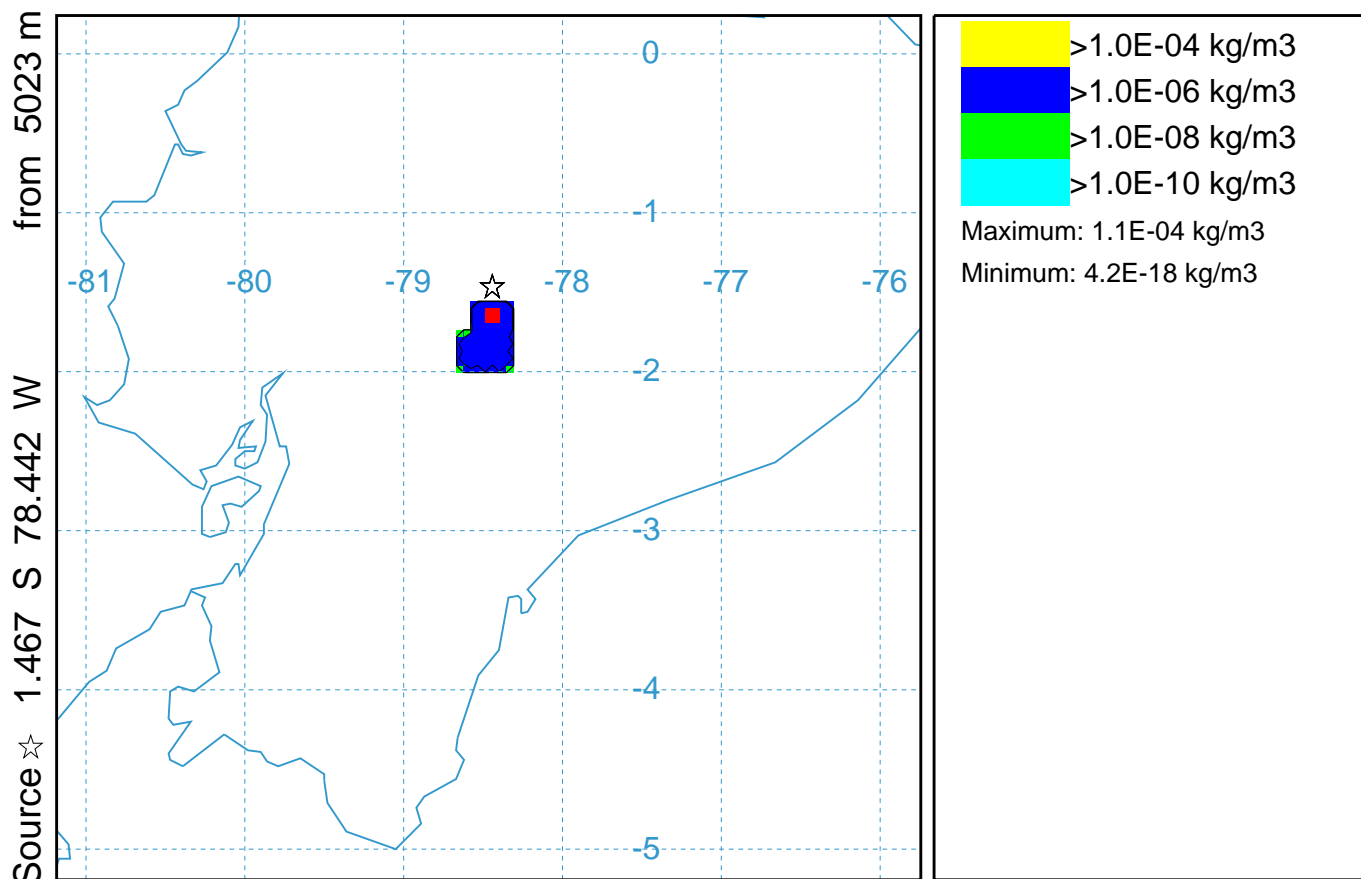 Source ☆ 1.467 S 78.442 W from 5023 m
0
-1
-81 -80 -79 -78 -77 -76
-2
-3
-4
-5
>1.0E-04 kg/m3
>1.0E-06 kg/m3
>1.0E-08 kg/m3
>1.0E-10 kg/m3
Maximum: 1.1E-04 kg/m3
Minimum: 4.2E-18 kg/m3